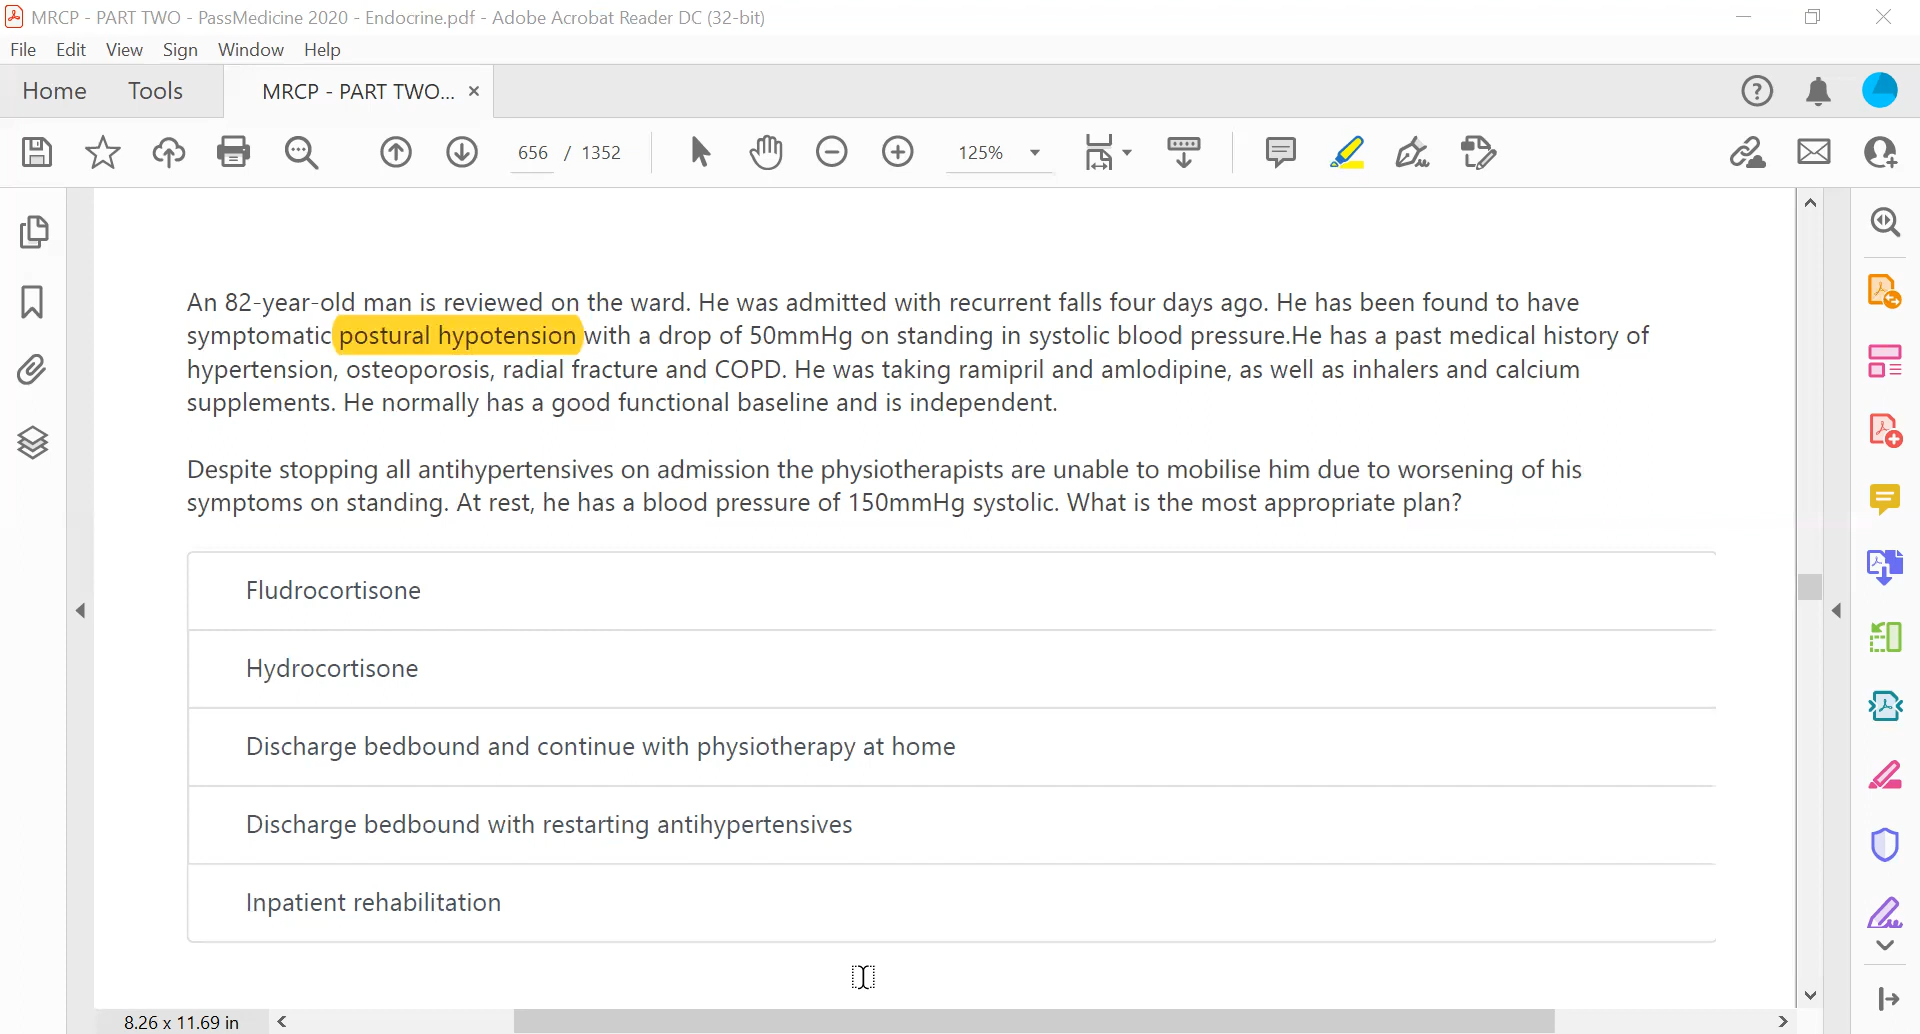 MRCP - PART TWO - PassMedicine 2020 - Endocrine.pdf - Adobe Acrobat Reader DC (32-bit)
File Edit View Sign Window Help
Home Tools MRCP - PART TWO... ×
656 / 1352 125%
An 82-year-old man is reviewed on the ward. He was admitted with recurrent falls four days ago. He has been found to have
symptomatic postural hypotension with a drop of 50mmHg on standing in systolic blood pressure.He has a past medical history of
hypertension, osteoporosis, radial fracture and COPD. He was taking ramipril and amlodipine, as well as inhalers and calcium
supplements. He normally has a good functional baseline and is independent.
Despite stopping all antihypertensives on admission the physiotherapists are unable to mobilise him due to worsening of his
symptoms on standing. At rest, he has a blood pressure of 150mmHg systolic. What is the most appropriate plan?
Fludrocortisone
Hydrocortisone
Discharge bedbound and continue with physiotherapy at home
Discharge bedbound with restarting antihypertensives
Inpatient rehabilitation
8.26 x 11.69 in